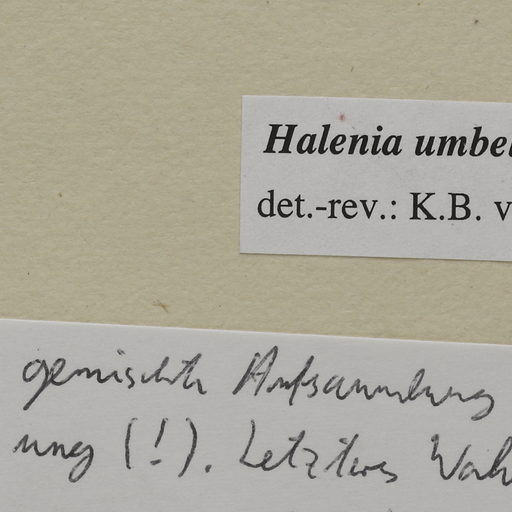 Halenia umbel
det.-rev.: K.B. v
gemischte Aufsammlung
ung (!). Letzteres Wah